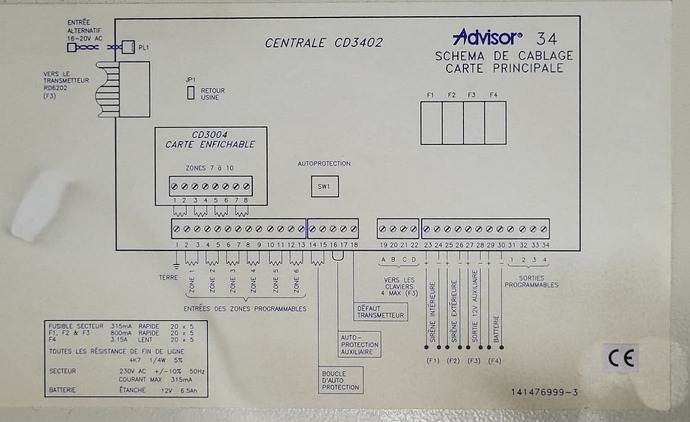 ENTRÉE
ALTERNATIF
16-20V AC
PL1
CENTRALE CD3402
Advisor® 34
SCHEMA DE CABLAGE
CARTE PRINCIPALE
VERS LE
TRANSMETTEUR
RD6202
(F3)
JP1
RETOUR
USINE
F1 F2 F3 F4
CD3004
CARTE ENFICHABLE
ZONES 7 à 10
1 2 3 4 5 6 7 8
AUTOPROTECTION
SW1
1 2 3 4 5 6 7 8 9 10 11 12 13 14 15 16 17 18 19 20 21 22 23 24 25 26 27 28 29 30 31 32 33 34
TERRE
ZONE 1
ZONE 2
ZONE 3
ZONE 4
ZONE 5
ZONE 6
ENTRÉES DES ZONES PROGRAMMABLES
A B C D
VERS LES
CLAVIERS
4 MAX (F3)
- + - + - + - +
SIRÈNE INTÉRIEURE
SIRÈNE EXTÉRIEURE
SORTIE 12V AUXILIAIRE
BATTERIE
(F1) (F2) (F3) (F4)
1 2 3 4
SORTIES
PROGRAMMABLES
DÉFAUT
TRANSMETTEUR
AUTO-
PROTECTION
AUXILIAIRE
BOUCLE
D'AUTO
PROTECTION
FUSIBLE SECTEUR 315mA RAPIDE 20 x 5
F1, F2 & F3 800mA RAPIDE 20 x 5
F4 3.15A LENT 20 x 5
TOUTES LES RÉSISTANCE DE FIN DE LIGNE
4K7 1/4W 5%
SECTEUR 230V AC +/-10% 50Hz
COURANT MAX 315mA
BATTERIE ÉTANCHE 12V 6.5Ah
CE
141476999-3